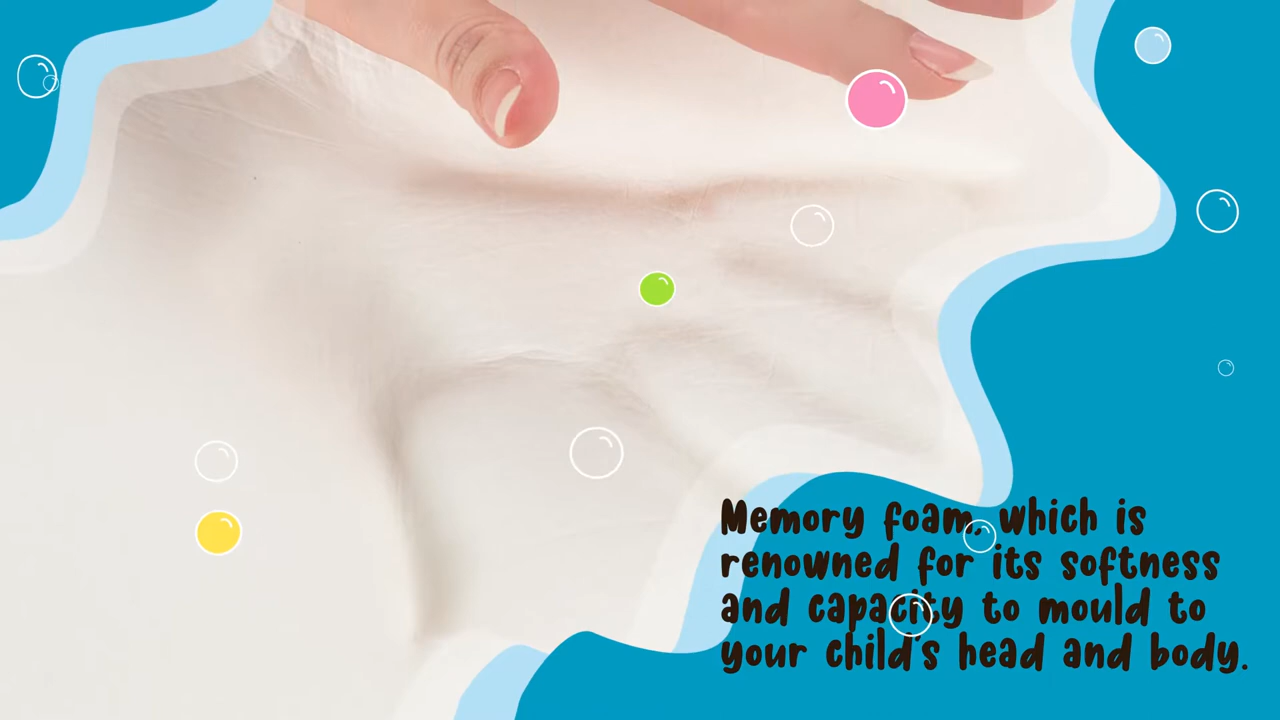 Memory foam, which is
renowned for its softness
and capacity to mould to
your child's head and body.